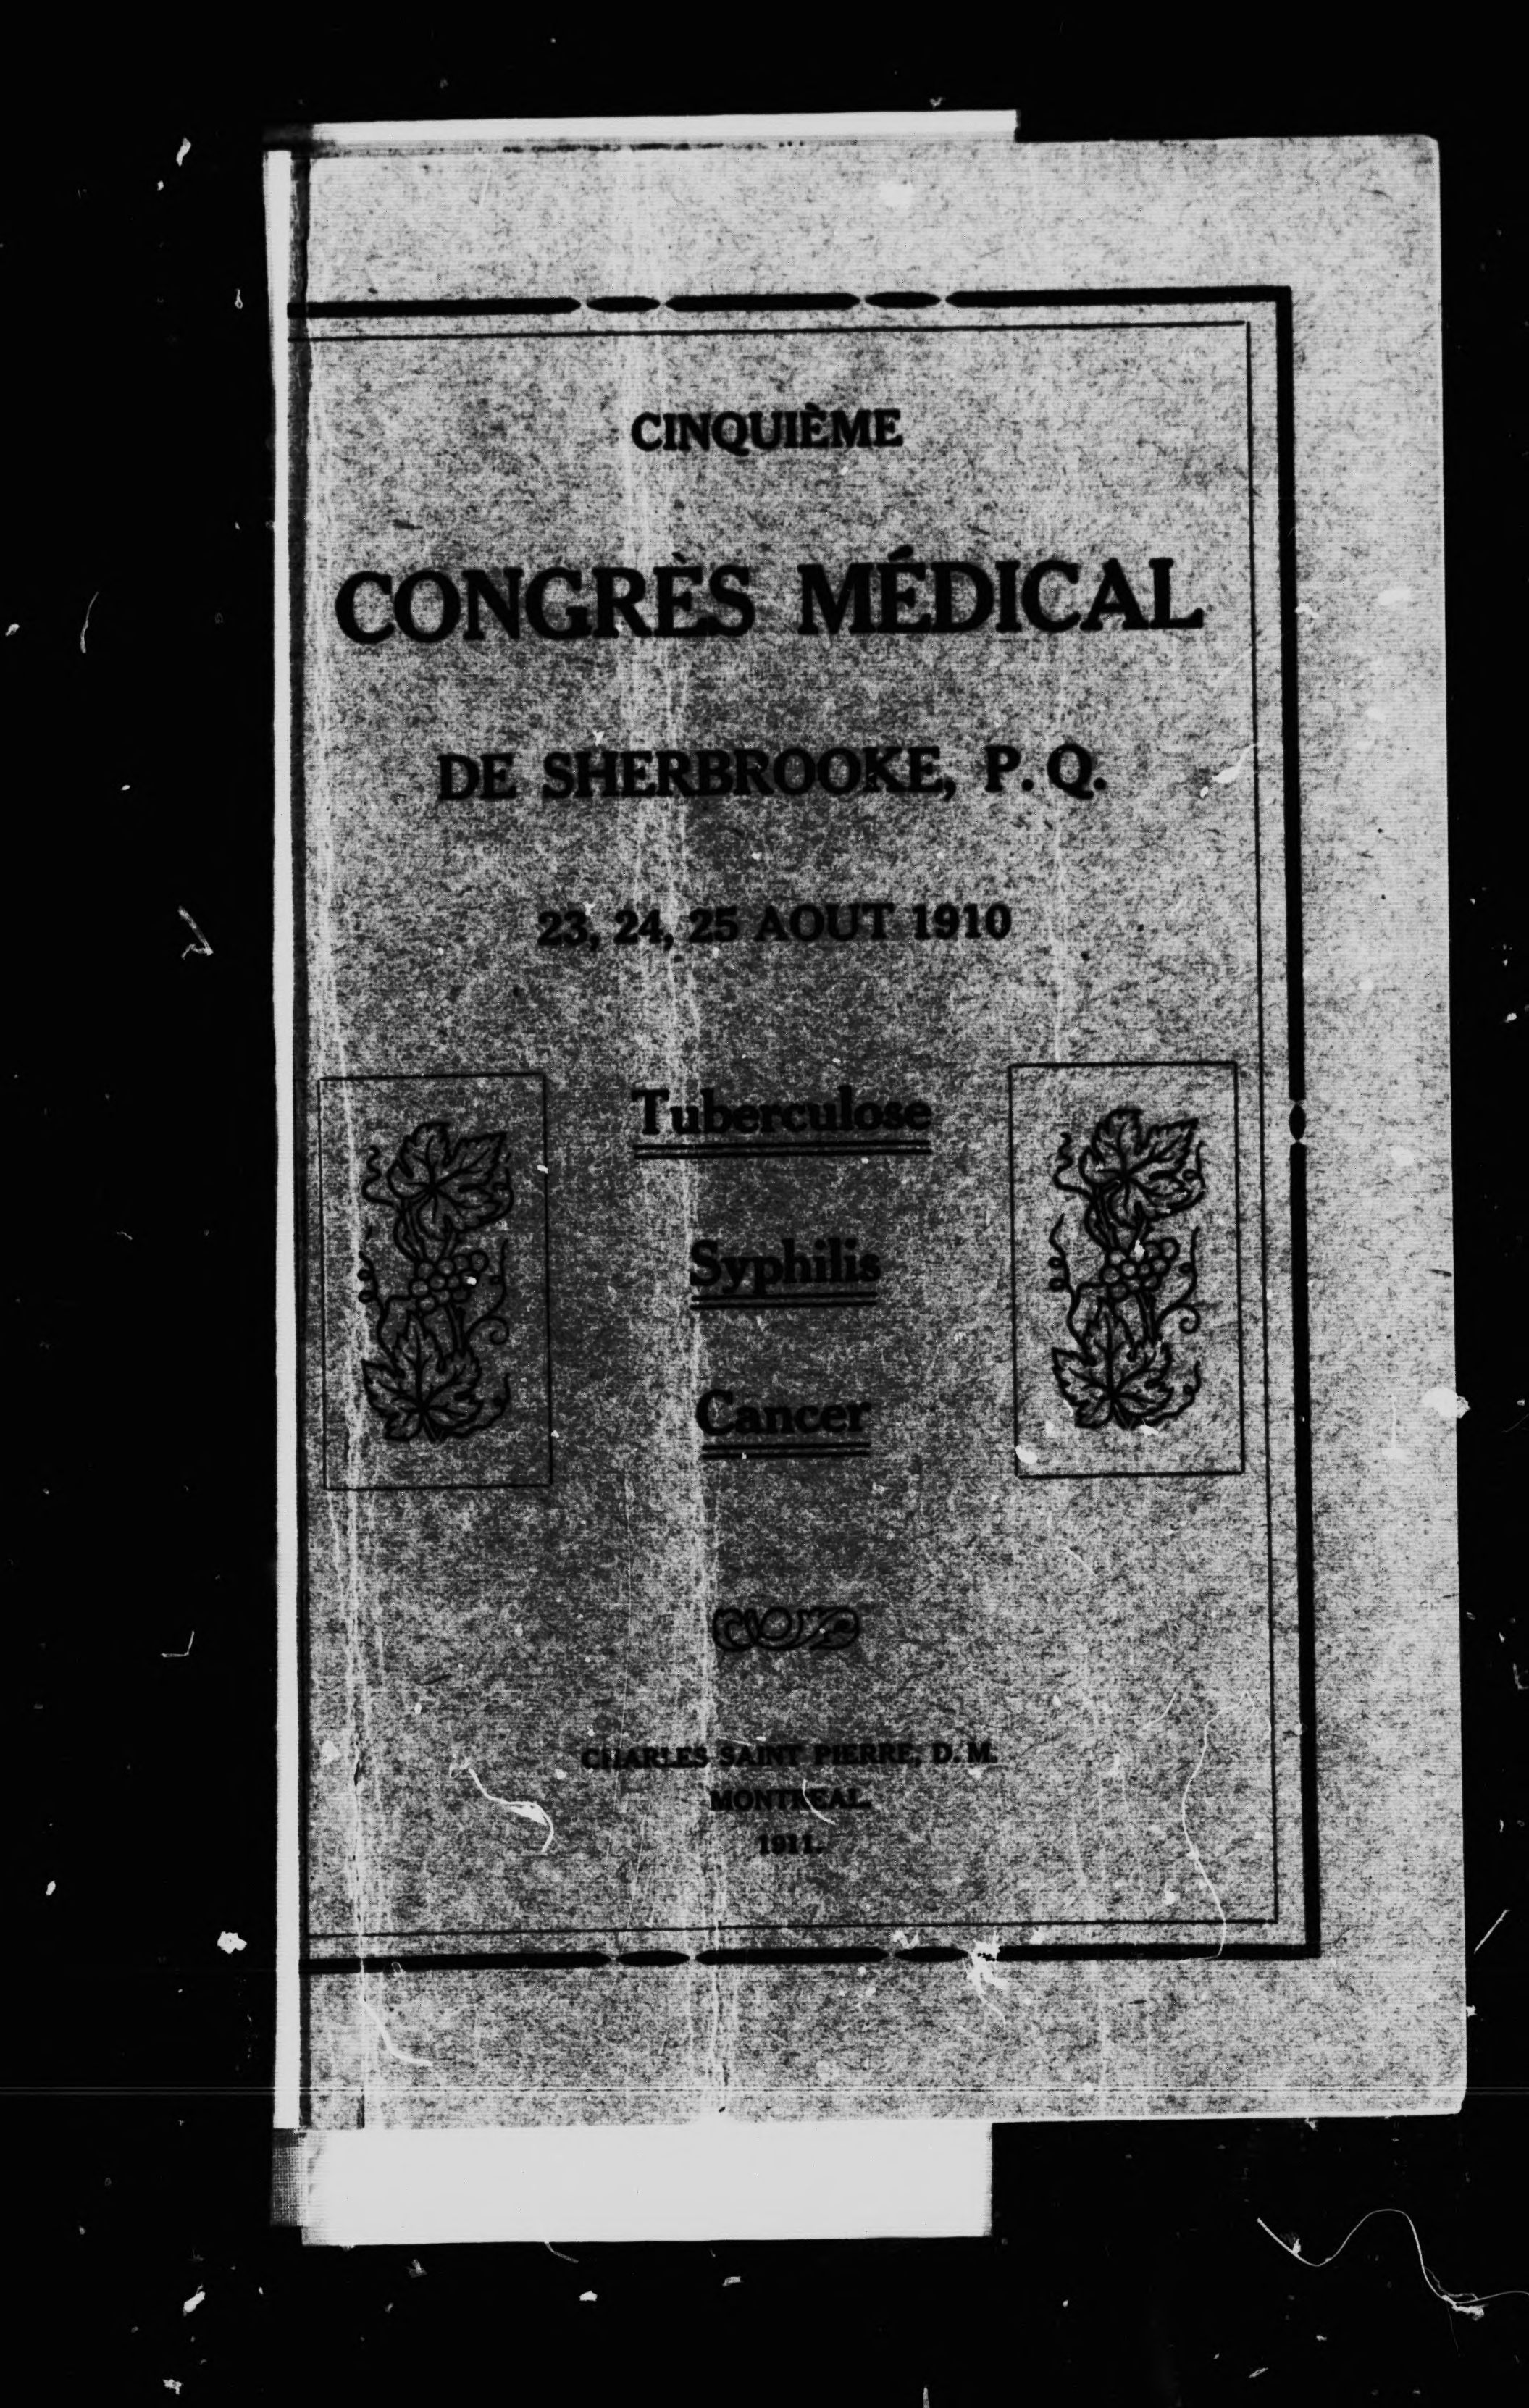 CINQUIÈME
CONGRÈS MÉDICAL
DE SHERBROOKE, P. Q.
23, 24, 25 AOUT 1910
Tuberculose
Syphilis
Cancer
CHARLES SAINT PIERRE, D. M.
MONTREAL.
1911.